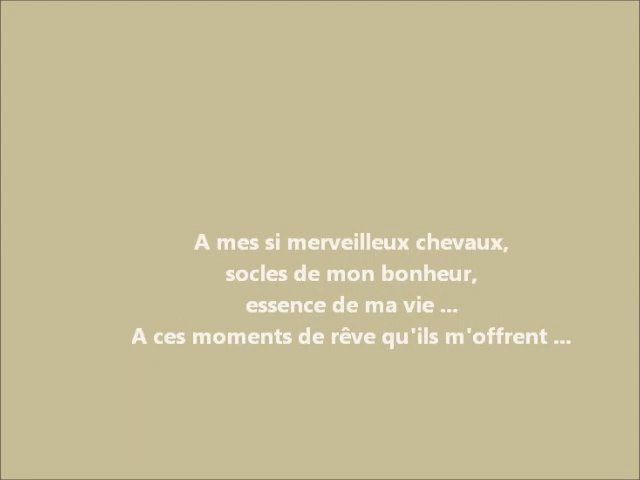 A mes si merveilleux chevaux,
socles de mon bonheur,
essence de ma vie ...
A ces moments de rêve qu'ils m'offrent ...